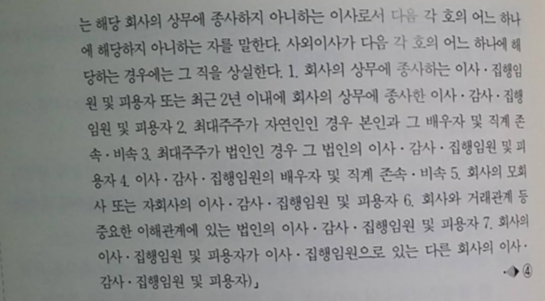 는 해당 회사의 상무에 종사하지 아니하는 이사로서 다음 각 호의 어느 하나
에 해당하지 아니하는 자를 말한다. 사외이사가 다음 각 호의 어느 하나에 해
당하는 경우에는 그 직을 상실한다. 1. 회사의 상무에 종사하는 이사·집행임
원 및 피용자 또는 최근 2년 이내에 회사의 상무에 종사한 이사·감사·집행
임원 및 피용자 2. 최대주주가 자연인인 경우 본인과 그 배우자 및 직계 존
속·비속 3. 최대주주가 법인인 경우 그 법인의 이사·감사·집행임원 및 피
용자 4. 이사·감사·집행임원의 배우자 및 직계 존속·비속 5. 회사의 모회
사 또는 자회사의 이사·감사·집행임원 및 피용자 6. 회사와 거래관계 등
중요한 이해관계에 있는 법인의 이사·감사·집행임원 및 피용자 7. 회사의
이사·집행임원 및 피용자가 이사·집행임원으로 있는 다른 회사의 이사·
감사·집행임원 및 피용자)」 ④